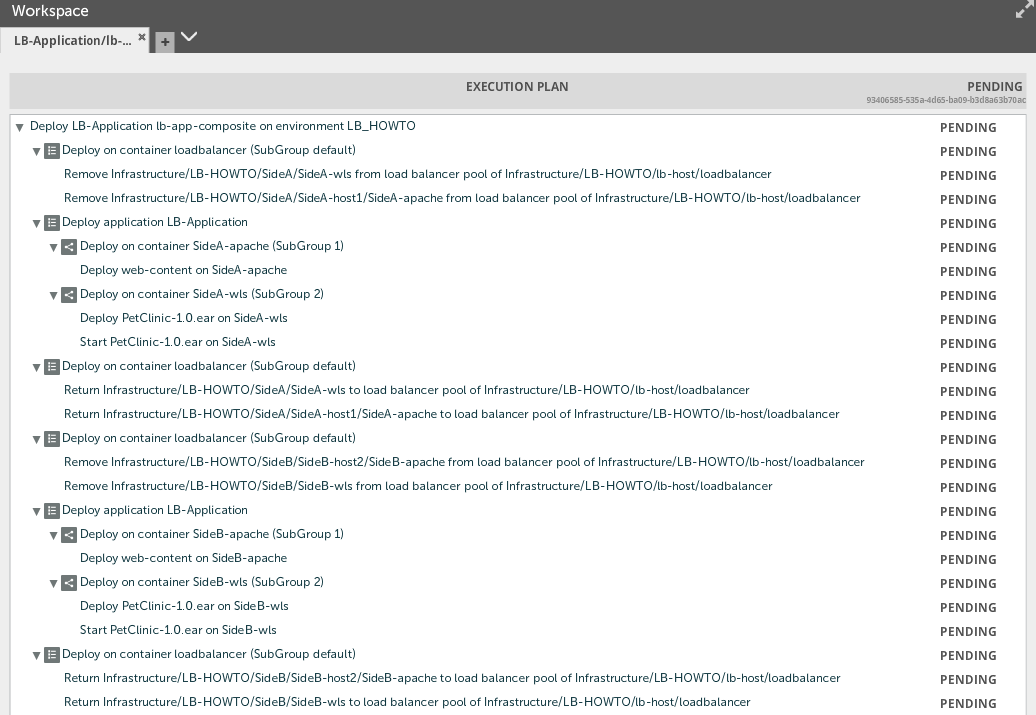 Workspace
LB-Application/lb-...
EXECUTION PLAN PENDING
93406585-535a-4d65-ba09-b3d8a63b70ac
Deploy LB-Application lb-app-composite on environment LB_HOWTO PENDING
Deploy on container loadbalancer (SubGroup default) PENDING
Remove Infrastructure/LB-HOWTO/SideA/SideA-wls from load balancer pool of Infrastructure/LB-HOWTO/lb-host/loadbalancer PENDING
Remove Infrastructure/LB-HOWTO/SideA/SideA-host1/SideA-apache from load balancer pool of Infrastructure/LB-HOWTO/lb-host/loadbalancer PENDING
Deploy application LB-Application PENDING
Deploy on container SideA-apache (SubGroup 1) PENDING
Deploy web-content on SideA-apache PENDING
Deploy on container SideA-wls (SubGroup 2) PENDING
Deploy PetClinic-1.0.ear on SideA-wls PENDING
Start PetClinic-1.0.ear on SideA-wls PENDING
Deploy on container loadbalancer (SubGroup default) PENDING
Return Infrastructure/LB-HOWTO/SideA/SideA-wls to load balancer pool of Infrastructure/LB-HOWTO/lb-host/loadbalancer PENDING
Return Infrastructure/LB-HOWTO/SideA/SideA-host1/SideA-apache to load balancer pool of Infrastructure/LB-HOWTO/lb-host/loadbalancer PENDING
Deploy on container loadbalancer (SubGroup default) PENDING
Remove Infrastructure/LB-HOWTO/SideB/SideB-host2/SideB-apache from load balancer pool of Infrastructure/LB-HOWTO/lb-host/loadbalancer PENDING
Remove Infrastructure/LB-HOWTO/SideB/SideB-wls from load balancer pool of Infrastructure/LB-HOWTO/lb-host/loadbalancer PENDING
Deploy application LB-Application PENDING
Deploy on container SideB-apache (SubGroup 1) PENDING
Deploy web-content on SideB-apache PENDING
Deploy on container SideB-wls (SubGroup 2) PENDING
Deploy PetClinic-1.0.ear on SideB-wls PENDING
Start PetClinic-1.0.ear on SideB-wls PENDING
Deploy on container loadbalancer (SubGroup default) PENDING
Return Infrastructure/LB-HOWTO/SideB/SideB-host2/SideB-apache to load balancer pool of Infrastructure/LB-HOWTO/lb-host/loadbalancer PENDING
Return Infrastructure/LB-HOWTO/SideB/SideB-wls to load balancer pool of Infrastructure/LB-HOWTO/lb-host/loadbalancer PENDING